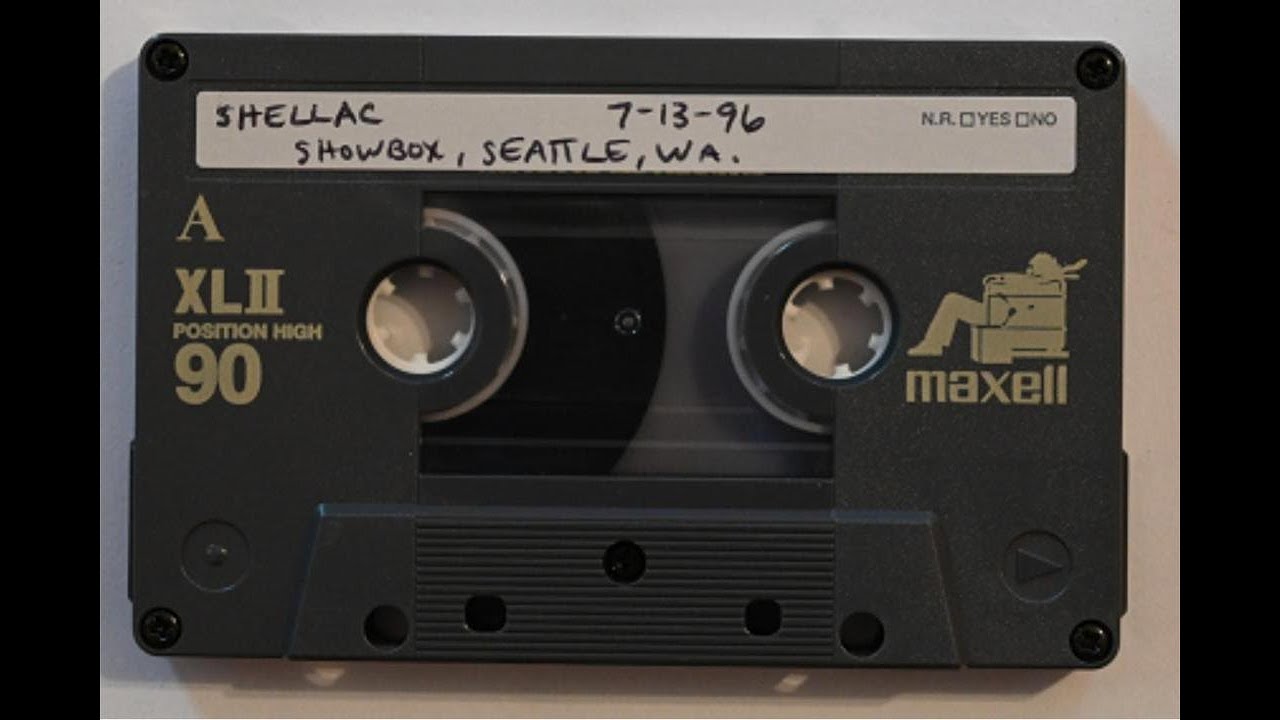 SHELLAC 7-13-96 N.R. □YES □NO
SHOWBOX, SEATTLE, WA.
A
XLII
POSITION HIGH
90
maxell